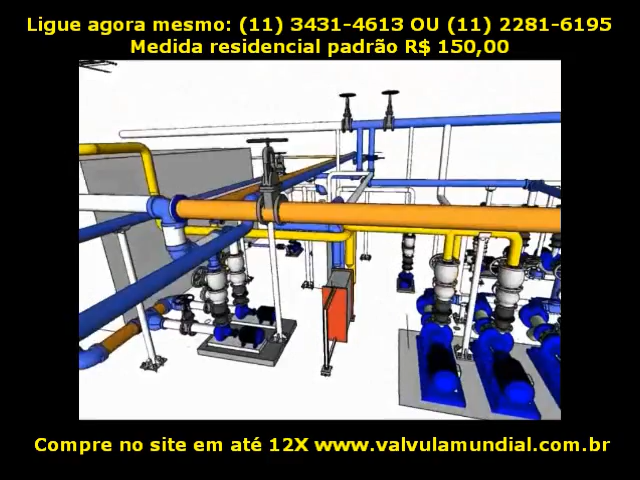 Ligue agora mesmo: (11) 3431-4613 OU (11) 2281-6195
Medida residencial padrão R$ 150,00
Compre no site em até 12X www.valvulamundial.com.br